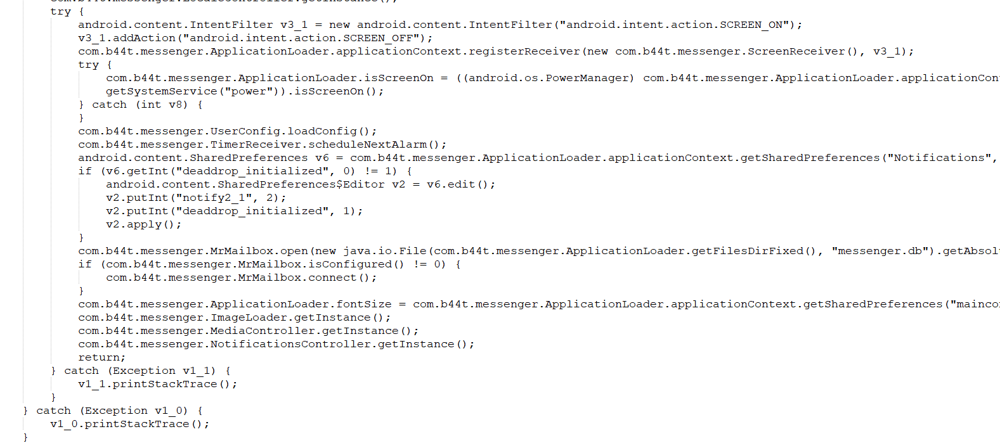 com.b44t.messenger.LocaleController.getInstance();
try {
android.content.IntentFilter v3_1 = new android.content.IntentFilter("android.intent.action.SCREEN_ON");
v3_1.addAction("android.intent.action.SCREEN_OFF");
com.b44t.messenger.ApplicationLoader.applicationContext.registerReceiver(new com.b44t.messenger.ScreenReceiver(), v3_1);
try {
com.b44t.messenger.ApplicationLoader.isScreenOn = ((android.os.PowerManager) com.b44t.messenger.ApplicationLoader.applicationCon
getSystemService("power")).isScreenOn();
} catch (int v8) {
}
com.b44t.messenger.UserConfig.loadConfig();
com.b44t.messenger.TimerReceiver.scheduleNextAlarm();
android.content.SharedPreferences v6 = com.b44t.messenger.ApplicationLoader.applicationContext.getSharedPreferences("Notifications",
if (v6.getInt("deaddrop_initialized", 0) != 1) {
android.content.SharedPreferences$Editor v2 = v6.edit();
v2.putInt("notify2_1", 2);
v2.putInt("deaddrop_initialized", 1);
v2.apply();
}
com.b44t.messenger.MrMailbox.open(new java.io.File(com.b44t.messenger.ApplicationLoader.getFilesDirFixed(), "messenger.db").getAbsol
if (com.b44t.messenger.MrMailbox.isConfigured() != 0) {
com.b44t.messenger.MrMailbox.connect();
}
com.b44t.messenger.ApplicationLoader.fontSize = com.b44t.messenger.ApplicationLoader.applicationContext.getSharedPreferences("mainco
com.b44t.messenger.ImageLoader.getInstance();
com.b44t.messenger.MediaController.getInstance();
com.b44t.messenger.NotificationsController.getInstance();
return;
} catch (Exception v1_1) {
v1_1.printStackTrace();
}
} catch (Exception v1_0) {
v1_0.printStackTrace();
}